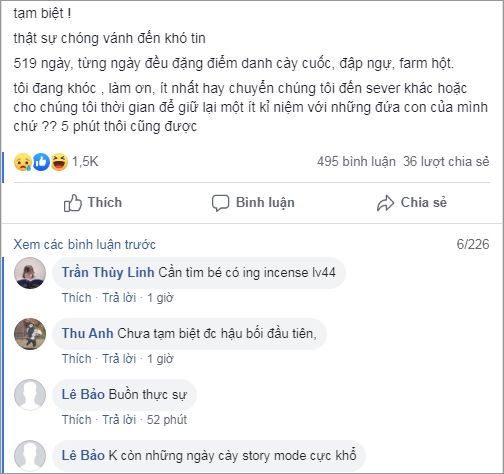 tạm biệt !
thật sự chóng vánh đến khó tin
519 ngày, từng ngày đều đặng điểm danh cày cuốc, đập ngự, farm hột.
tôi đang khóc , làm ơn, ít nhất hay chuyển chúng tôi đến sever khác hoặc
cho chúng tôi thời gian để giữ lại một ít kỉ niệm với những đứa con của mình
chứ ?? 5 phút thôi cũng được
1,5K 495 bình luận 36 lượt chia sẻ
Thích Bình luận Chia sẻ
Xem các bình luận trước 6/226
Trần Thùy Linh Cần tìm bé có ing incense lv44
Thích · Trả lời · 1 giờ
Thu Anh Chưa tạm biệt đc hậu bối đầu tiên,
Thích · Trả lời · 1 giờ
Lê Bảo Buồn thực sự
Thích · Trả lời · 52 phút
Lê Bảo K còn những ngày cày story mode cực khổ